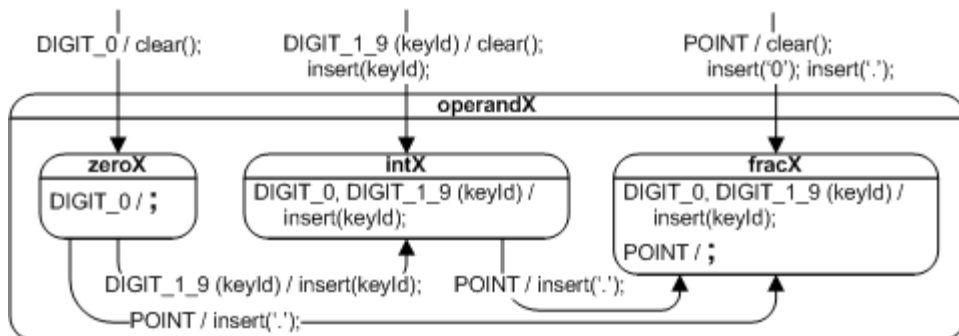 DIGIT_0 / clear();
DIGIT_1_9 (keyId) / clear();
insert(keyId);
POINT / clear();
insert('0'); insert('.');
operandX
zeroX
DIGIT_0 / ;
intX
DIGIT_0, DIGIT_1_9 (keyId) /
insert(keyId);
fracX
DIGIT_0, DIGIT_1_9 (keyId) /
insert(keyId);
POINT / ;
DIGIT_1_9 (keyId) / insert(keyId);
POINT / insert('.');
POINT / insert('.');